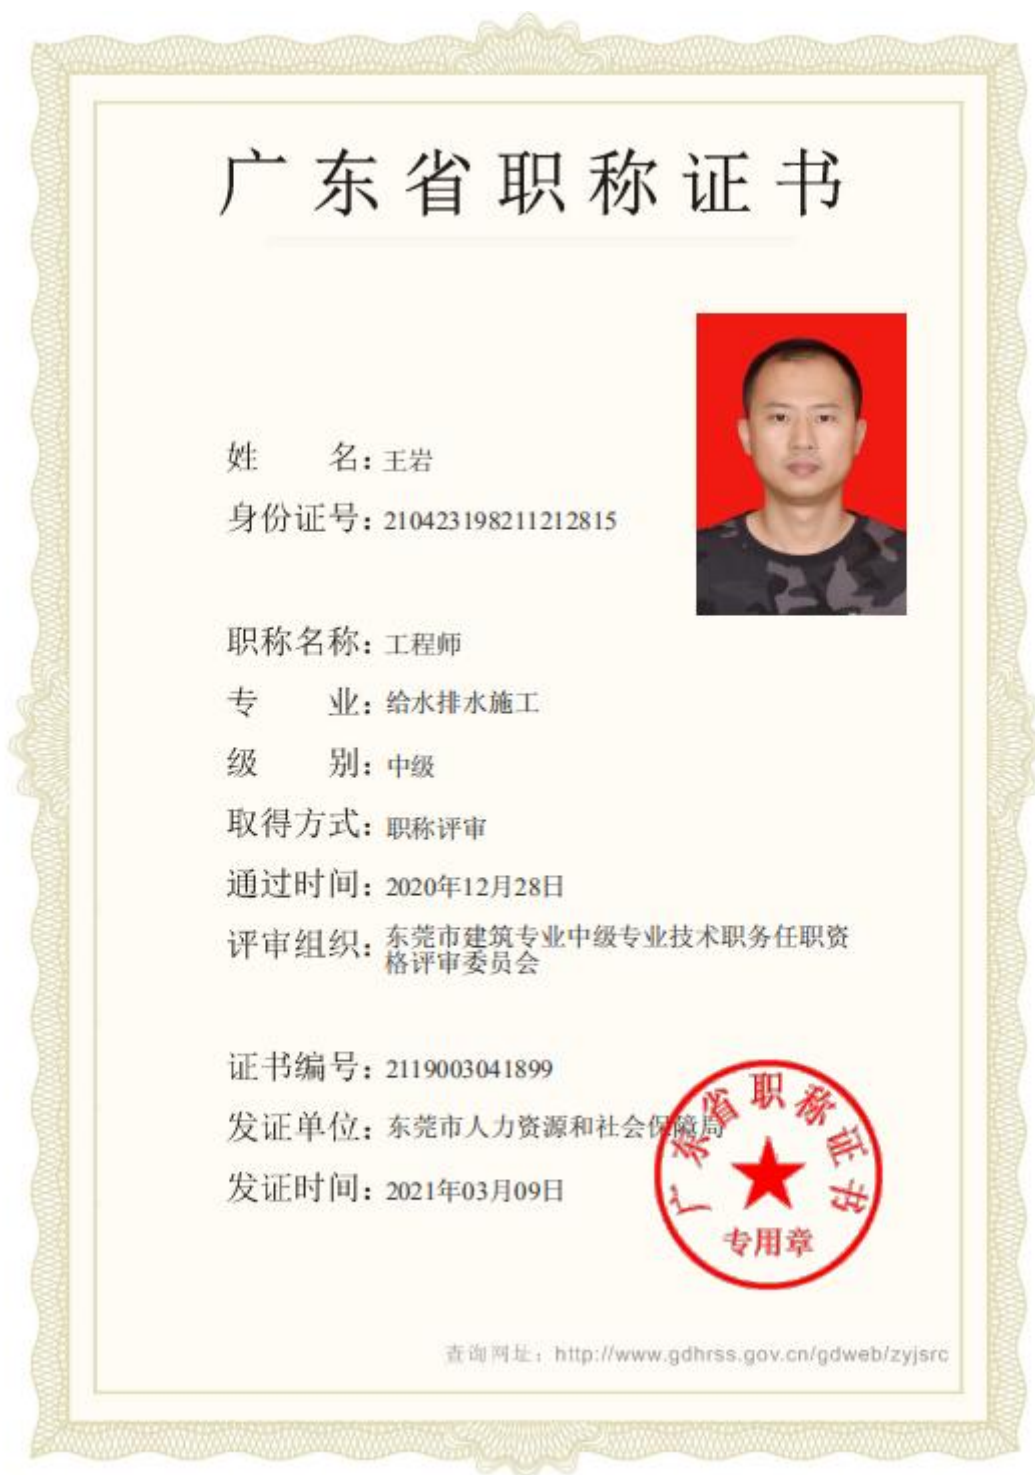 广东省职称证书
姓 名：王岩
身份证号：210423198211212815
职称名称：工程师
专 业：给水排水施工
级 别：中级
取得方式：职称评审
通过时间：2020年12月28日
评审组织：东莞市建筑专业中级专业技术职务任职资
格评审委员会
证书编号：2119003041899
发证单位：东莞市人力资源和社会保障局
发证时间：2021年03月09日
广东省职称证书
专用章
查询网址：http://www.gdhrss.gov.cn/gdweb/zyjsrc